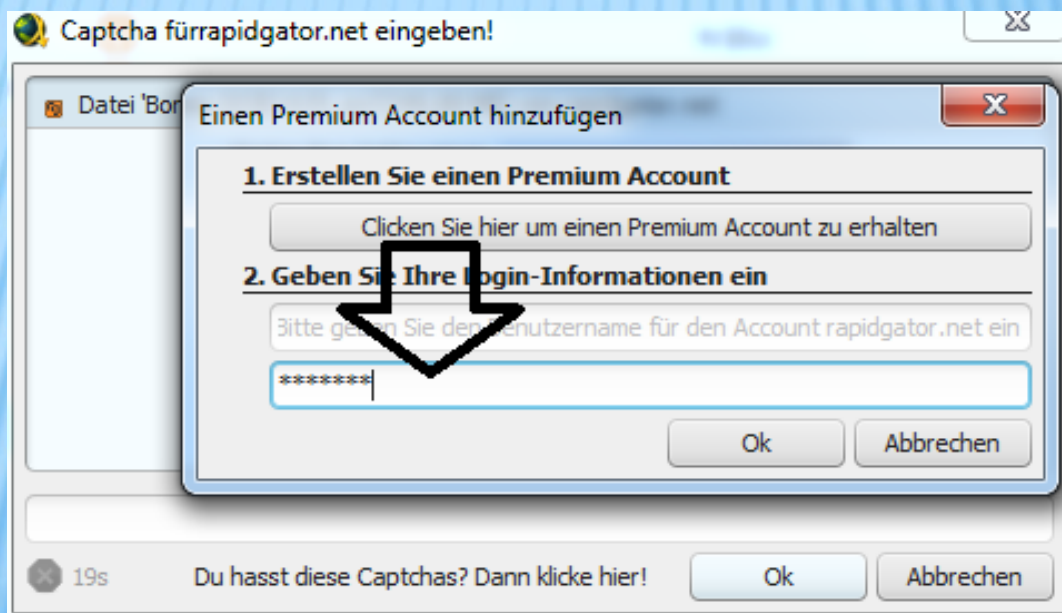 Captcha fürrapidgator.net eingeben!
Datei 'Bor
Einen Premium Account hinzufügen
1. Erstellen Sie einen Premium Account
Clicken Sie hier um einen Premium Account zu erhalten
2. Geben Sie Ihre Login-Informationen ein
Bitte geben Sie den Benutzername für den Account rapidgator.net ein
*******
Ok Abbrechen
19s Du hasst diese Captchas? Dann klicke hier! Ok Abbrechen